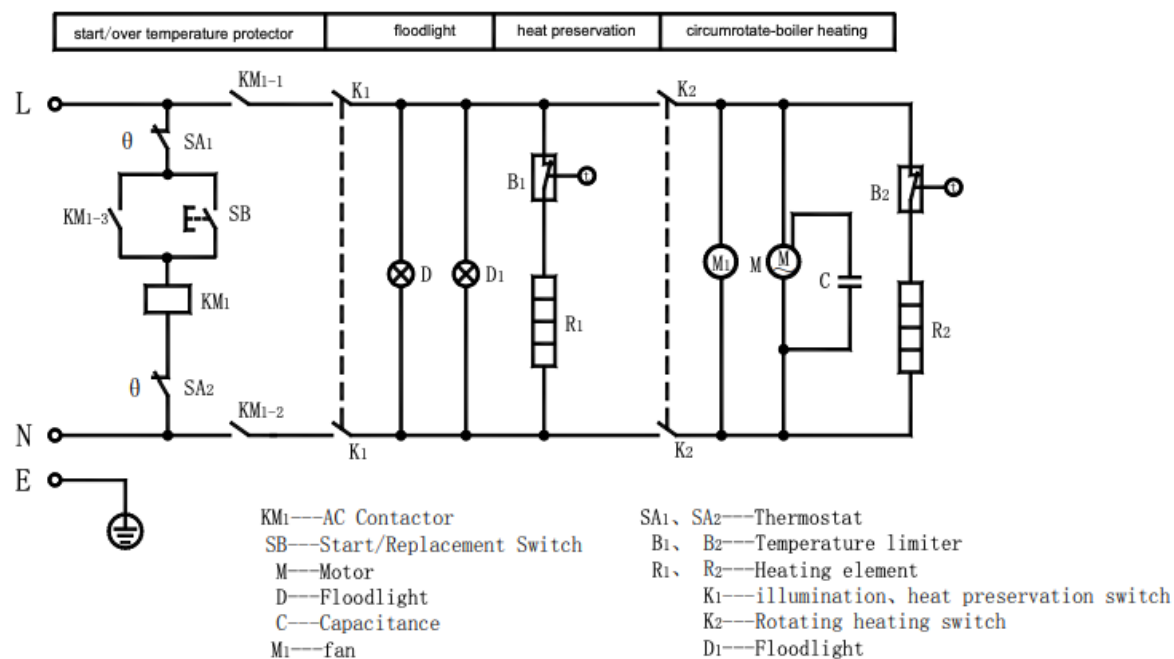 start/over temperature protector floodlight heat preservation circumrotate-boiler heating
KM1-1 K1 K2
L
θ SA1
B1 B2
KM1-3 SB
M1 M M
D D1 C
KM1
R1 R2
θ SA2
KM1-2
N
K1 K2
E
KM1---AC Contactor
SB---Start/Replacement Switch
M---Motor
D---Floodlight
C---Capacitance
M1---fan
SA1、SA2---Thermostat
B1、 B2---Temperature limiter
R1、 R2---Heating element
K1---illumination、heat preservation switch
K2---Rotating heating switch
D1---Floodlight